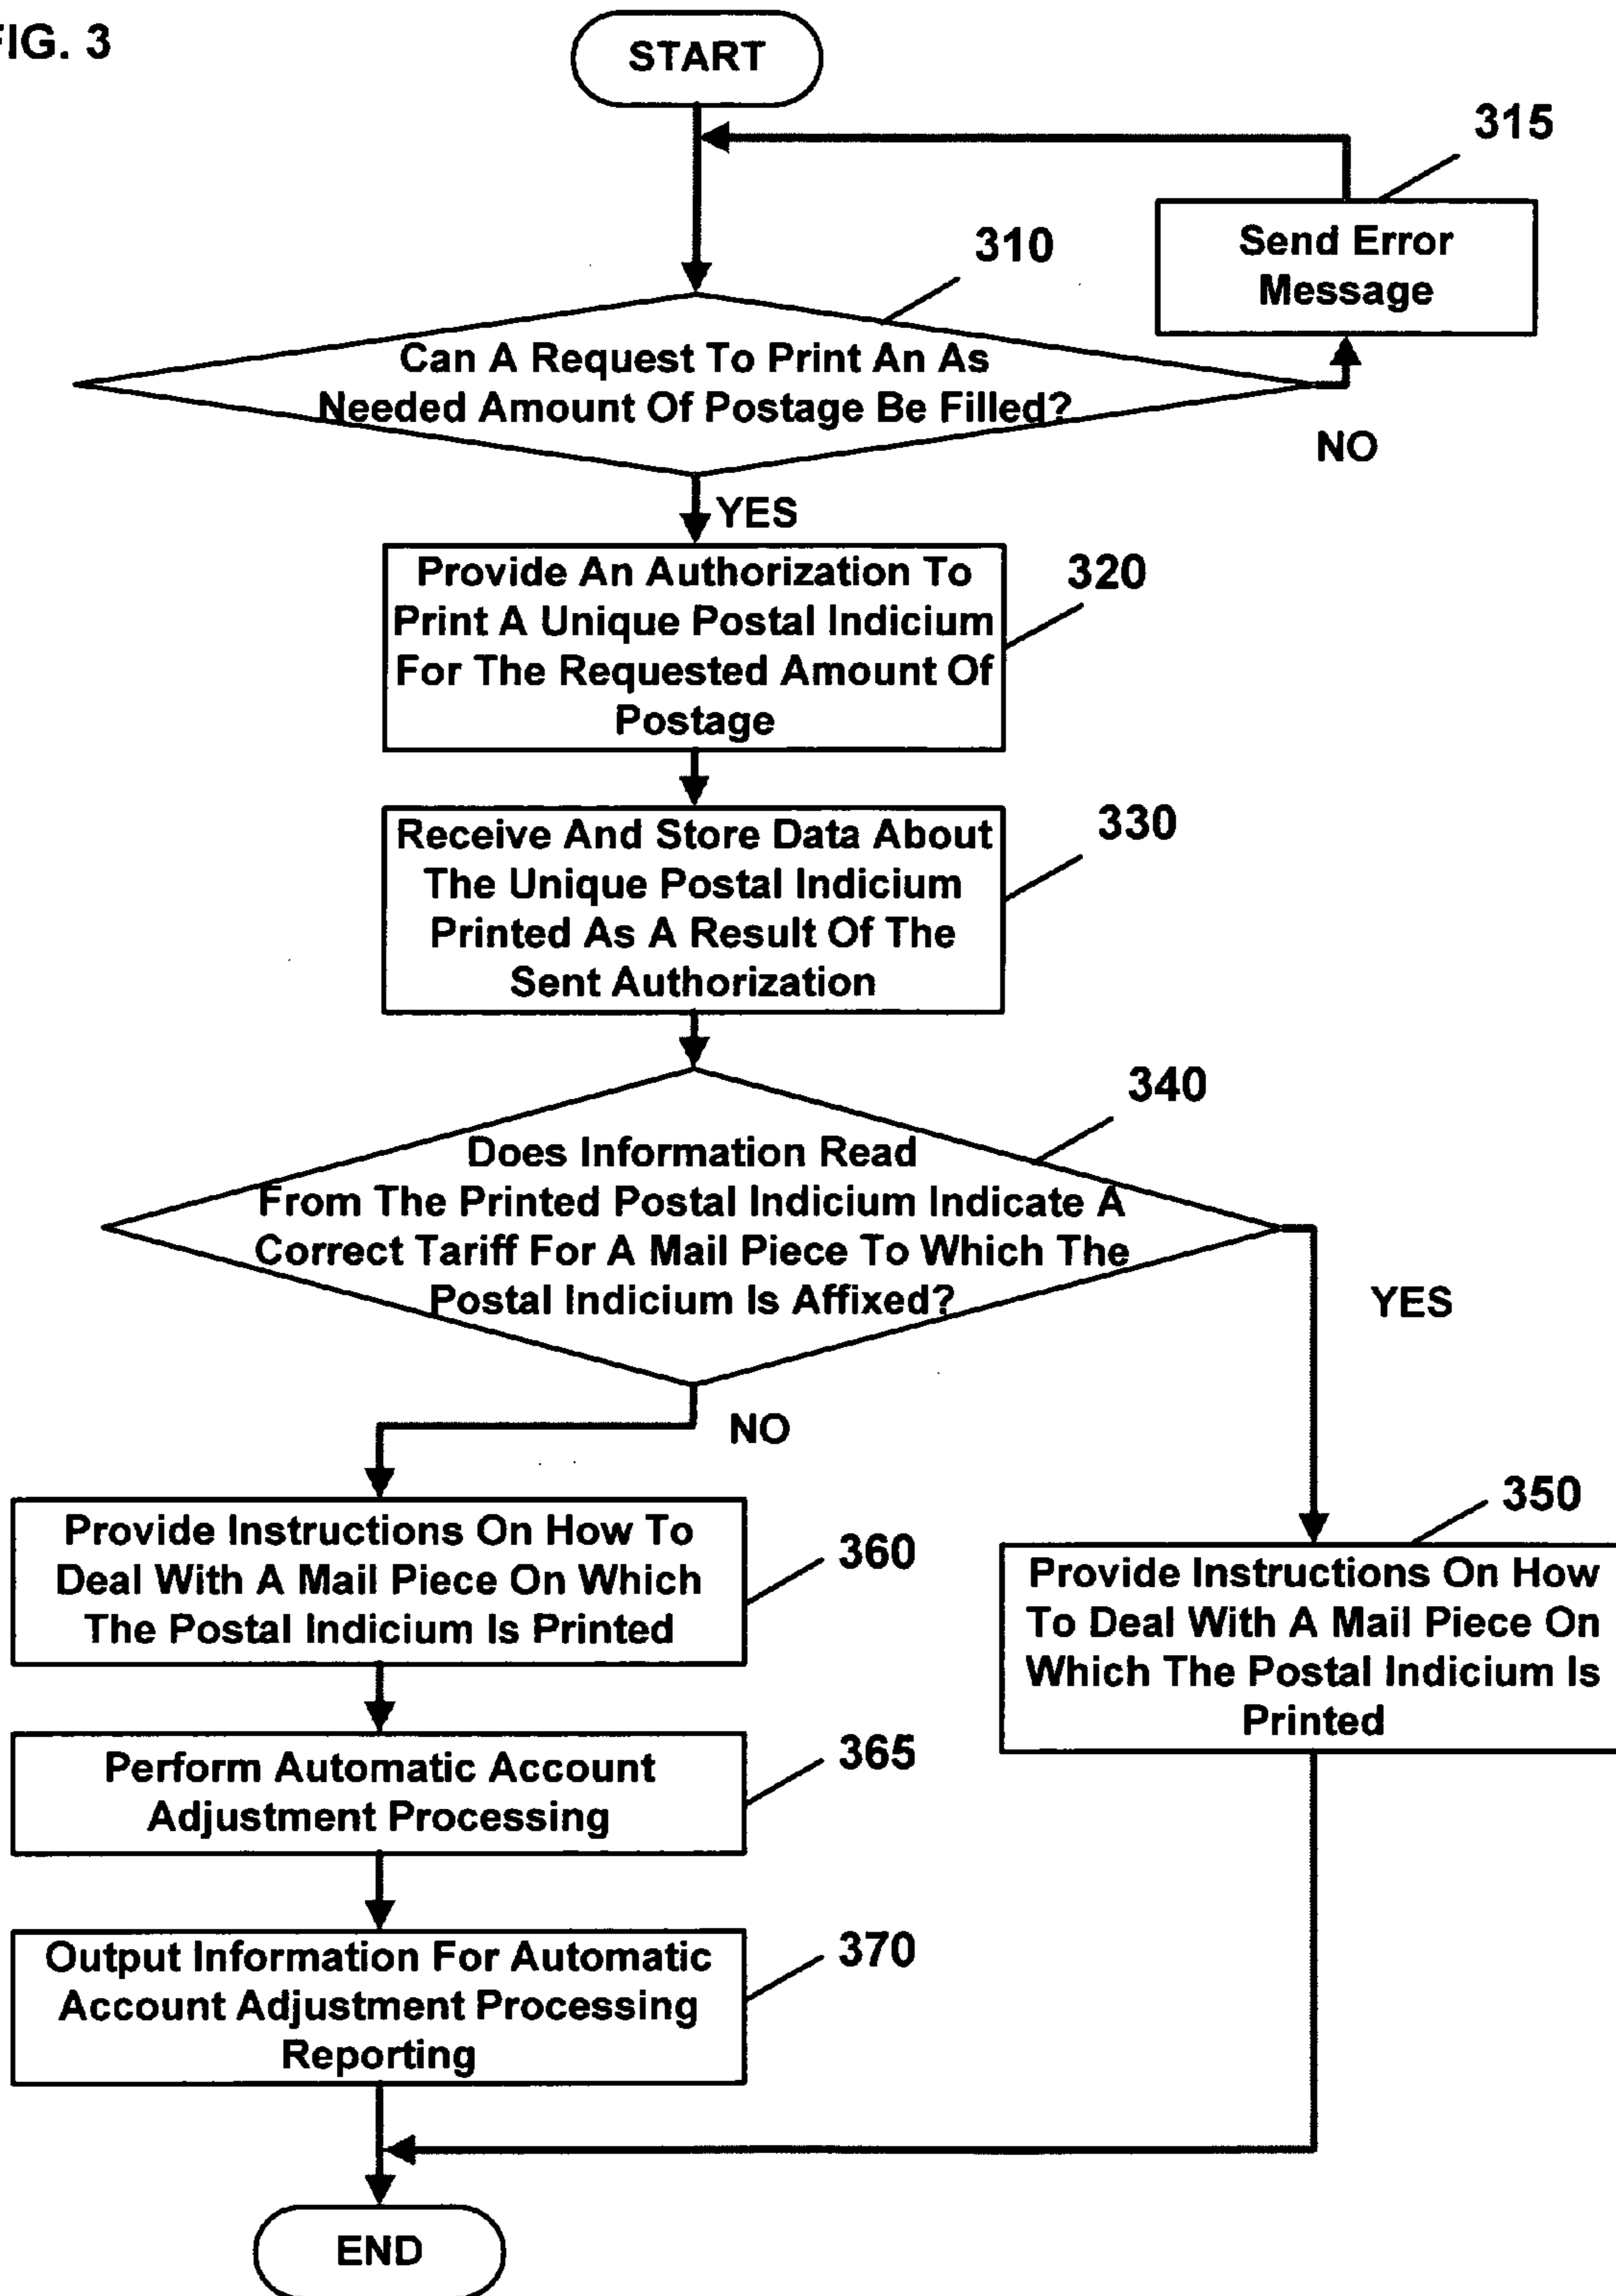 FIG. 3
START
315
Send Error
Message
310
Can A Request To Print An As
Needed Amount Of Postage Be Filled?
NO
YES
Provide An Authorization To
Print A Unique Postal Indicium
For The Requested Amount Of
Postage
320
Receive And Store Data About
The Unique Postal Indicium
Printed As A Result Of The
Sent Authorization
330
340
Does Information Read
From The Printed Postal Indicium Indicate A
Correct Tariff For A Mail Piece To Which The
Postal Indicium Is Affixed?
YES
NO
Provide Instructions On How To
Deal With A Mail Piece On Which
The Postal Indicium Is Printed
360
350
Provide Instructions On How
To Deal With A Mail Piece On
Which The Postal Indicium Is
Printed
Perform Automatic Account
Adjustment Processing
365
Output Information For Automatic
Account Adjustment Processing
Reporting
370
END